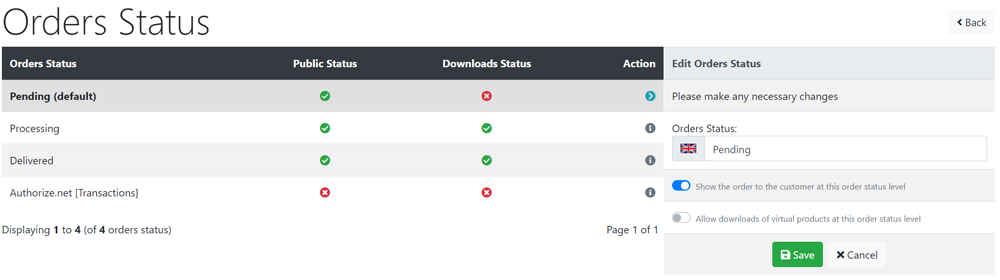 Orders Status
Back
Orders Status Public Status Downloads Status Action
Pending (default)
Processing
Delivered
Authorize.net [Transactions]
Displaying 1 to 4 (of 4 orders status) Page 1 of 1
Edit Orders Status
Please make any necessary changes
Orders Status:
Pending
Show the order to the customer at this order status level
Allow downloads of virtual products at this order status level
Save Cancel